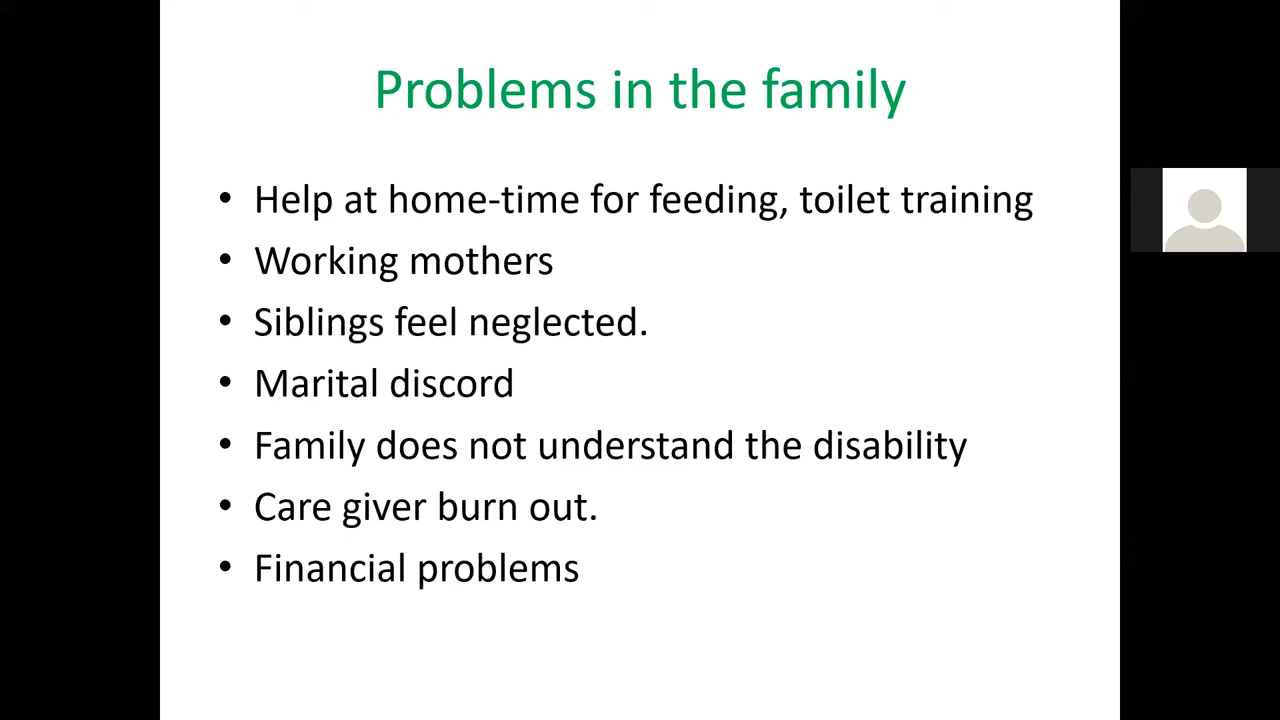 Problems in the family
• Help at home-time for feeding, toilet training
• Working mothers
• Siblings feel neglected.
• Marital discord
• Family does not understand the disability
• Care giver burn out.
• Financial problems